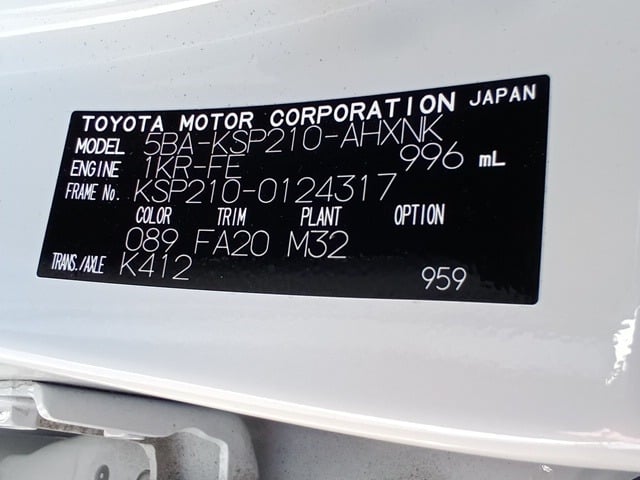 TOYOTA MOTOR CORPORATION JAPAN
MODEL 5BA-KSP210-AHXNK
ENGINE 1KR-FE 996 mL
FRAME No. KSP210-0124317
COLOR TRIM PLANT OPTION
089 FA20 M32
TRANS./AXLE K412 959